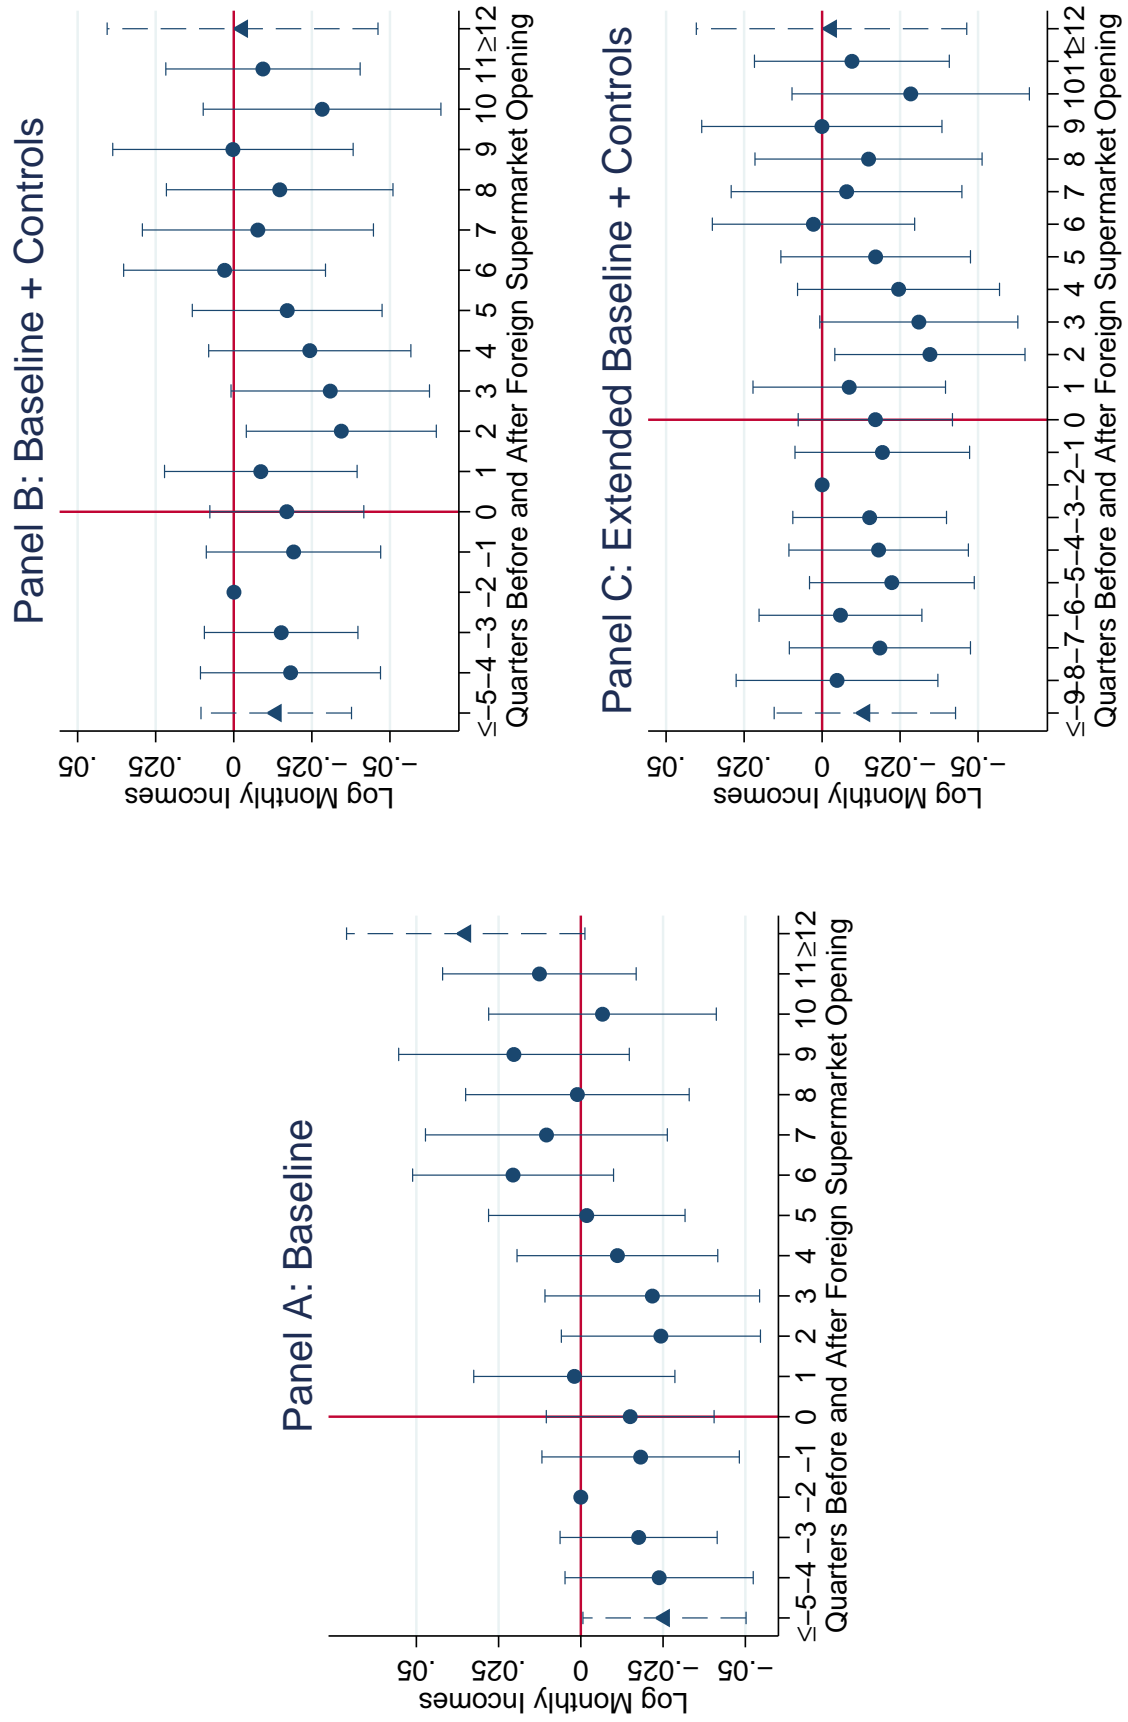 Panel A: Baseline
Log Monthly Incomes
.05
.025
0
−.025
−.05
≤−5 −4 −3 −2 −1 0 1 2 3 4 5 6 7 8 9 10 11 ≥12
Quarters Before and After Foreign Supermarket Opening
Panel B: Baseline + Controls
Log Monthly Incomes
.05
.025
0
−.025
−.05
≤−5 −4 −3 −2 −1 0 1 2 3 4 5 6 7 8 9 10 11 ≥12
Quarters Before and After Foreign Supermarket Opening
Panel C: Extended Baseline + Controls
Log Monthly Incomes
.05
.025
0
−.025
−.05
≤−9 −8 −7 −6 −5 −4 −3 −2 −1 0 1 2 3 4 5 6 7 8 9 10 11 ≥12
Quarters Before and After Foreign Supermarket Opening